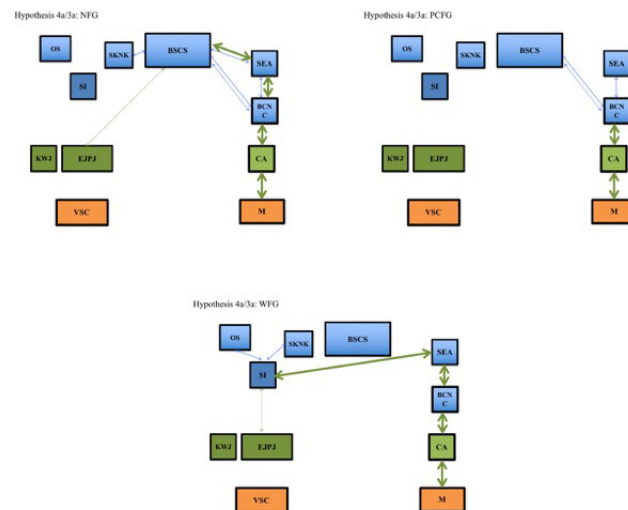 Hypothesis 4a/3a: NFG
OS
SKNK
BSCS
SEA
SI
BCN
C
KWJ
EJPJ
CA
VSC
M
Hypothesis 4a/3a: PCFG
OS
SKNK
BSCS
SEA
SI
BCN
C
KWJ
EJPJ
CA
VSC
M
Hypothesis 4a/3a: WFG
OS
SKNK
BSCS
SEA
SI
BCN
C
KWJ
EJPJ
CA
VSC
M